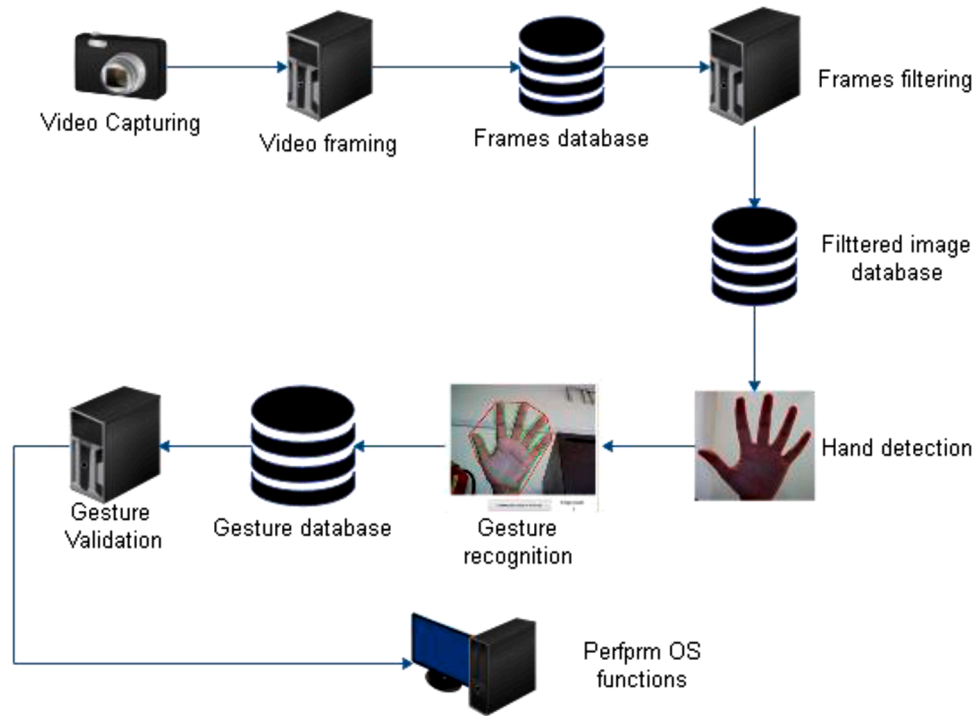 Video Capturing
Video framing
Frames database
Frames filtering
Filttered image
database
Hand detection
Gesture
recognition
Gesture database
Gesture
Validation
Perfprm OS
functions